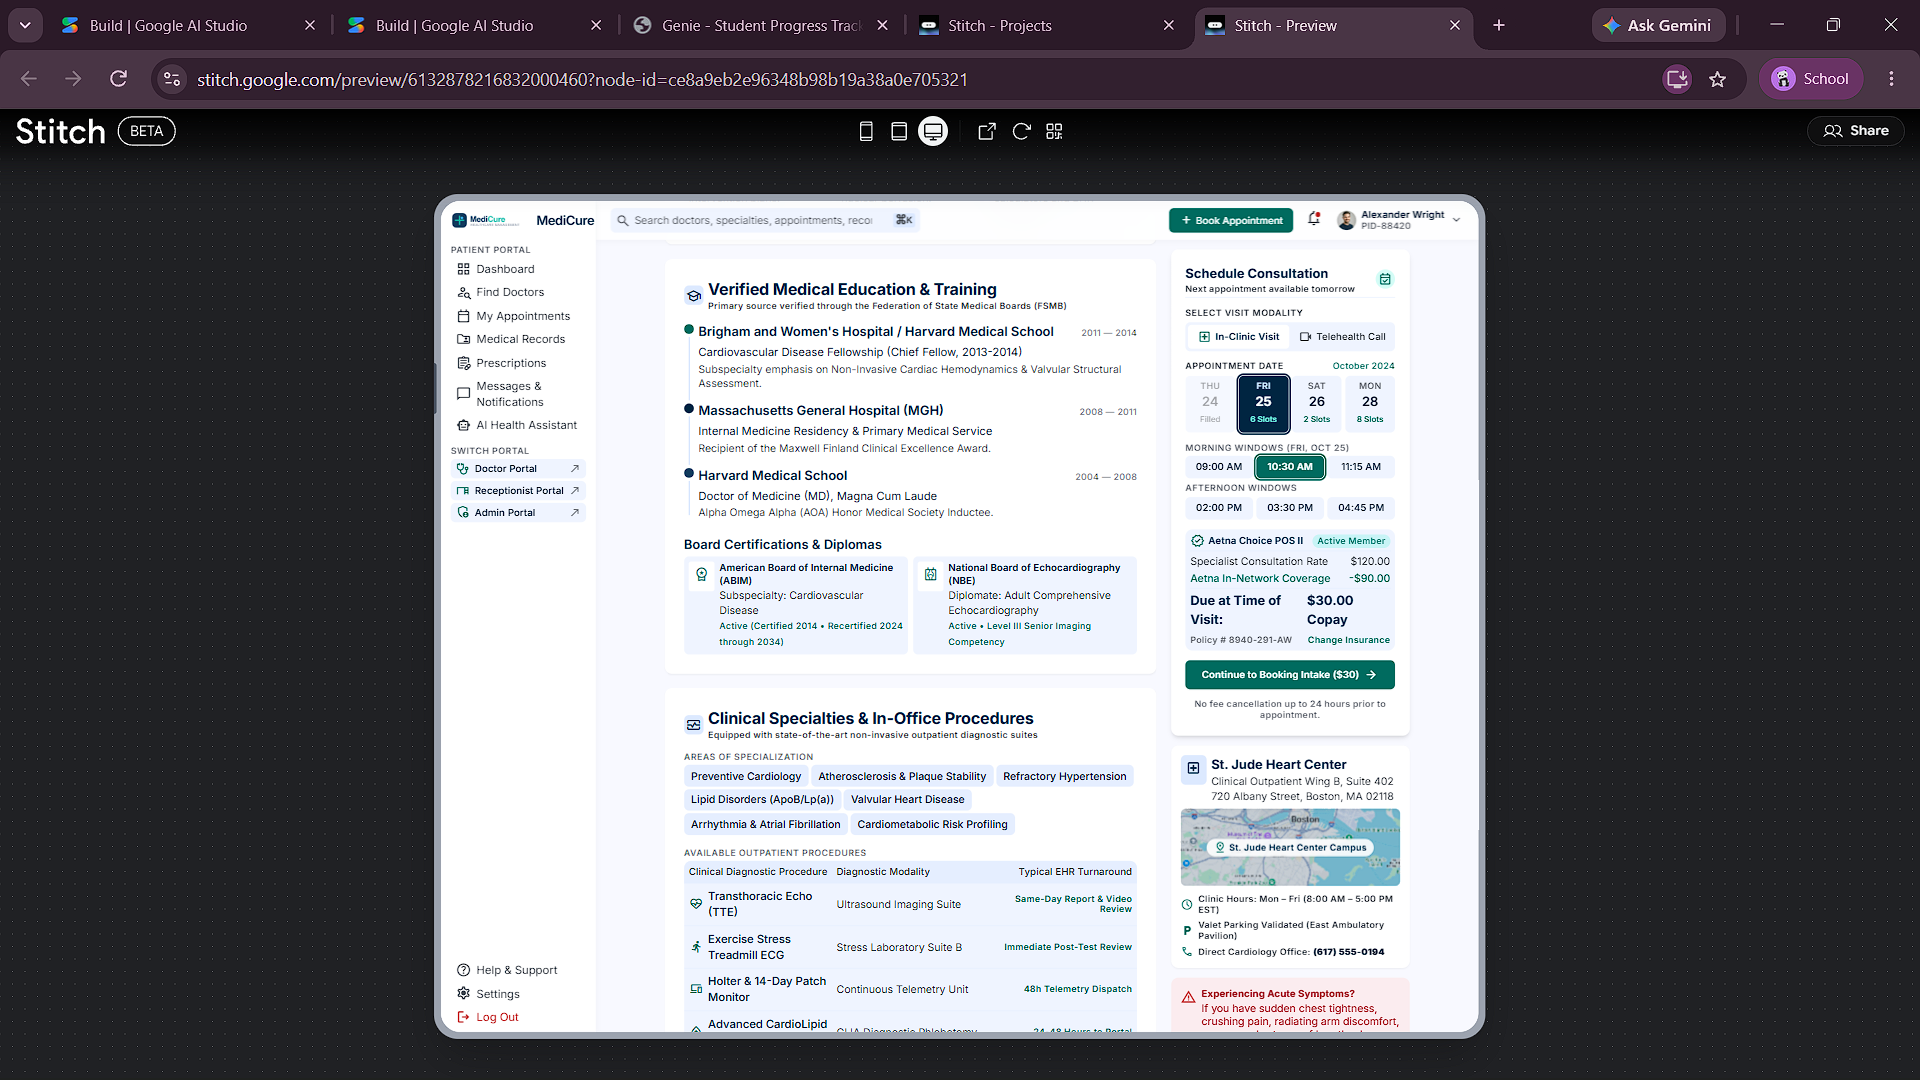 Build | Google AI Studio
Build | Google AI Studio
Genie - Student Progress Track
Stitch - Projects
Stitch - Preview
Ask Gemini
stitch.google.com/preview/6132878216832000460?node-id=ce8a9eb2e96348b98b19a38a0e705321
School
Stitch BETA
Share
MediCure
MediCure
Search doctors, specialties, appointments, recor
⌘K
+ Book Appointment
Alexander Wright
PID-88420
PATIENT PORTAL
Dashboard
Find Doctors
My Appointments
Medical Records
Prescriptions
Messages &
Notifications
AI Health Assistant
SWITCH PORTAL
Doctor Portal
Receptionist Portal
Admin Portal
Help & Support
Settings
Log Out
Verified Medical Education & Training
Primary source verified through the Federation of State Medical Boards (FSMB)
Brigham and Women's Hospital / Harvard Medical School
2011 — 2014
Cardiovascular Disease Fellowship (Chief Fellow, 2013-2014)
Subspecialty emphasis on Non-Invasive Cardiac Hemodynamics & Valvular Structural
Assessment.
Massachusetts General Hospital (MGH)
2008 — 2011
Internal Medicine Residency & Primary Medical Service
Recipient of the Maxwell Finland Clinical Excellence Award.
Harvard Medical School
2004 — 2008
Doctor of Medicine (MD), Magna Cum Laude
Alpha Omega Alpha (AOA) Honor Medical Society Inductee.
Board Certifications & Diplomas
American Board of Internal Medicine
(ABIM)
Subspecialty: Cardiovascular
Disease
Active (Certified 2014 • Recertified 2024
through 2034)
National Board of Echocardiography
(NBE)
Diplomate: Adult Comprehensive
Echocardiography
Active • Level III Senior Imaging
Competency
Clinical Specialties & In-Office Procedures
Equipped with state-of-the-art non-invasive outpatient diagnostic suites
AREAS OF SPECIALIZATION
Preventive Cardiology
Atherosclerosis & Plaque Stability
Refractory Hypertension
Lipid Disorders (ApoB/Lp(a))
Valvular Heart Disease
Arrhythmia & Atrial Fibrillation
Cardiometabolic Risk Profiling
AVAILABLE OUTPATIENT PROCEDURES
Clinical Diagnostic Procedure
Diagnostic Modality
Typical EHR Turnaround
Transthoracic Echo
(TTE)
Ultrasound Imaging Suite
Same-Day Report & Video
Review
Exercise Stress
Treadmill ECG
Stress Laboratory Suite B
Immediate Post-Test Review
Holter & 14-Day Patch
Monitor
Continuous Telemetry Unit
48h Telemetry Dispatch
Advanced CardioLipid
CLIA Diagnostic Phlebotomy
24-48 Hours to Portal
Schedule Consultation
Next appointment available tomorrow
SELECT VISIT MODALITY
In-Clinic Visit
Telehealth Call
APPOINTMENT DATE
October 2024
THU
24
Filled
FRI
25
6 Slots
SAT
26
2 Slots
MON
28
8 Slots
MORNING WINDOWS (FRI, OCT 25)
09:00 AM
10:30 AM
11:15 AM
AFTERNOON WINDOWS
02:00 PM
03:30 PM
04:45 PM
Aetna Choice POS II
Active Member
Specialist Consultation Rate
$120.00
Aetna In-Network Coverage
-$90.00
Due at Time of
Visit:
$30.00
Copay
Policy # 8940-291-AW
Change Insurance
Continue to Booking Intake ($30) →
No fee cancellation up to 24 hours prior to
appointment.
St. Jude Heart Center
Clinical Outpatient Wing B, Suite 402
720 Albany Street, Boston, MA 02118
Boston
St. Jude Heart Center Campus
Clinic Hours: Mon – Fri (8:00 AM – 5:00 PM
EST)
P
Valet Parking Validated (East Ambulatory
Pavilion)
Direct Cardiology Office: (617) 555-0194
Experiencing Acute Symptoms?
If you have sudden chest tightness,
crushing pain, radiating arm discomfort,